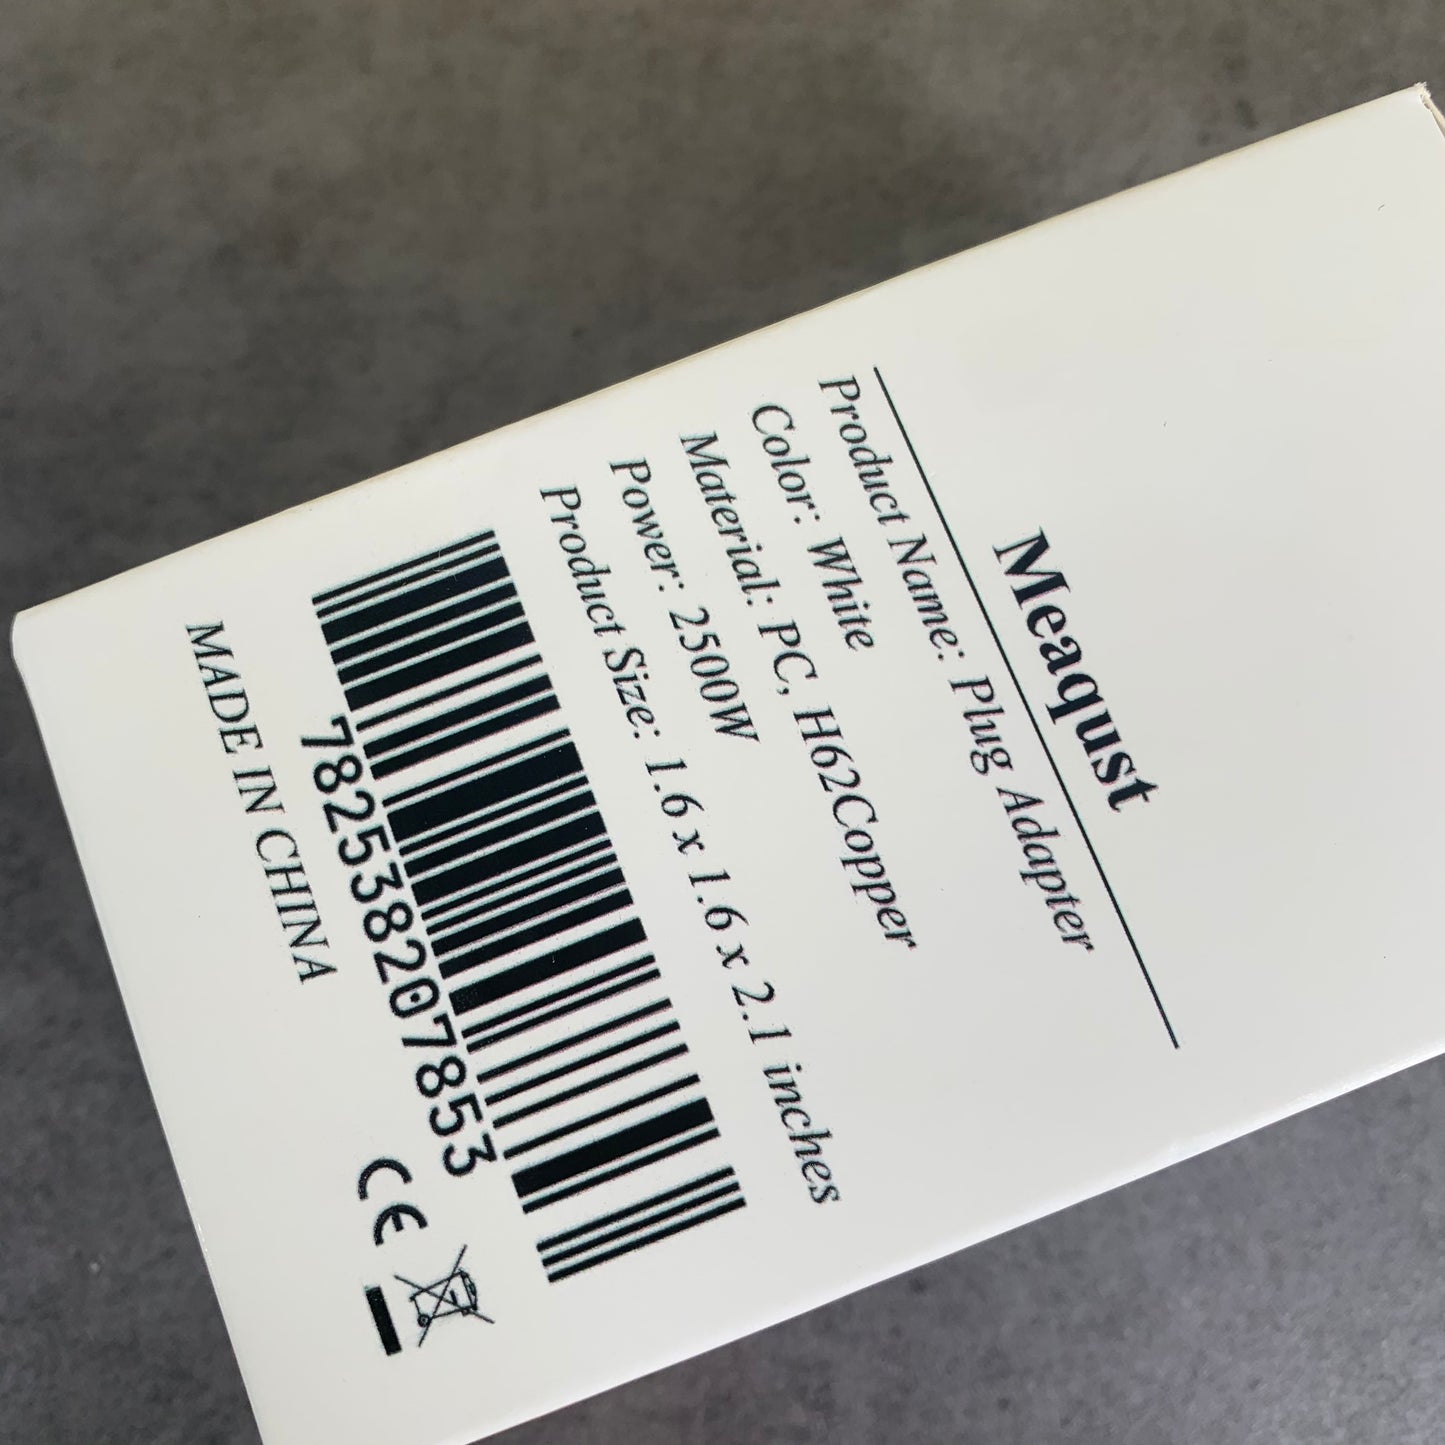 Meaqust
Product Name: Plug Adapter
Color: White
Material: PC, H62Copper
Power: 2500W
Product Size: 1.6 x 1.6 x 2.1 inches
782538207853
MADE IN CHINA
CE